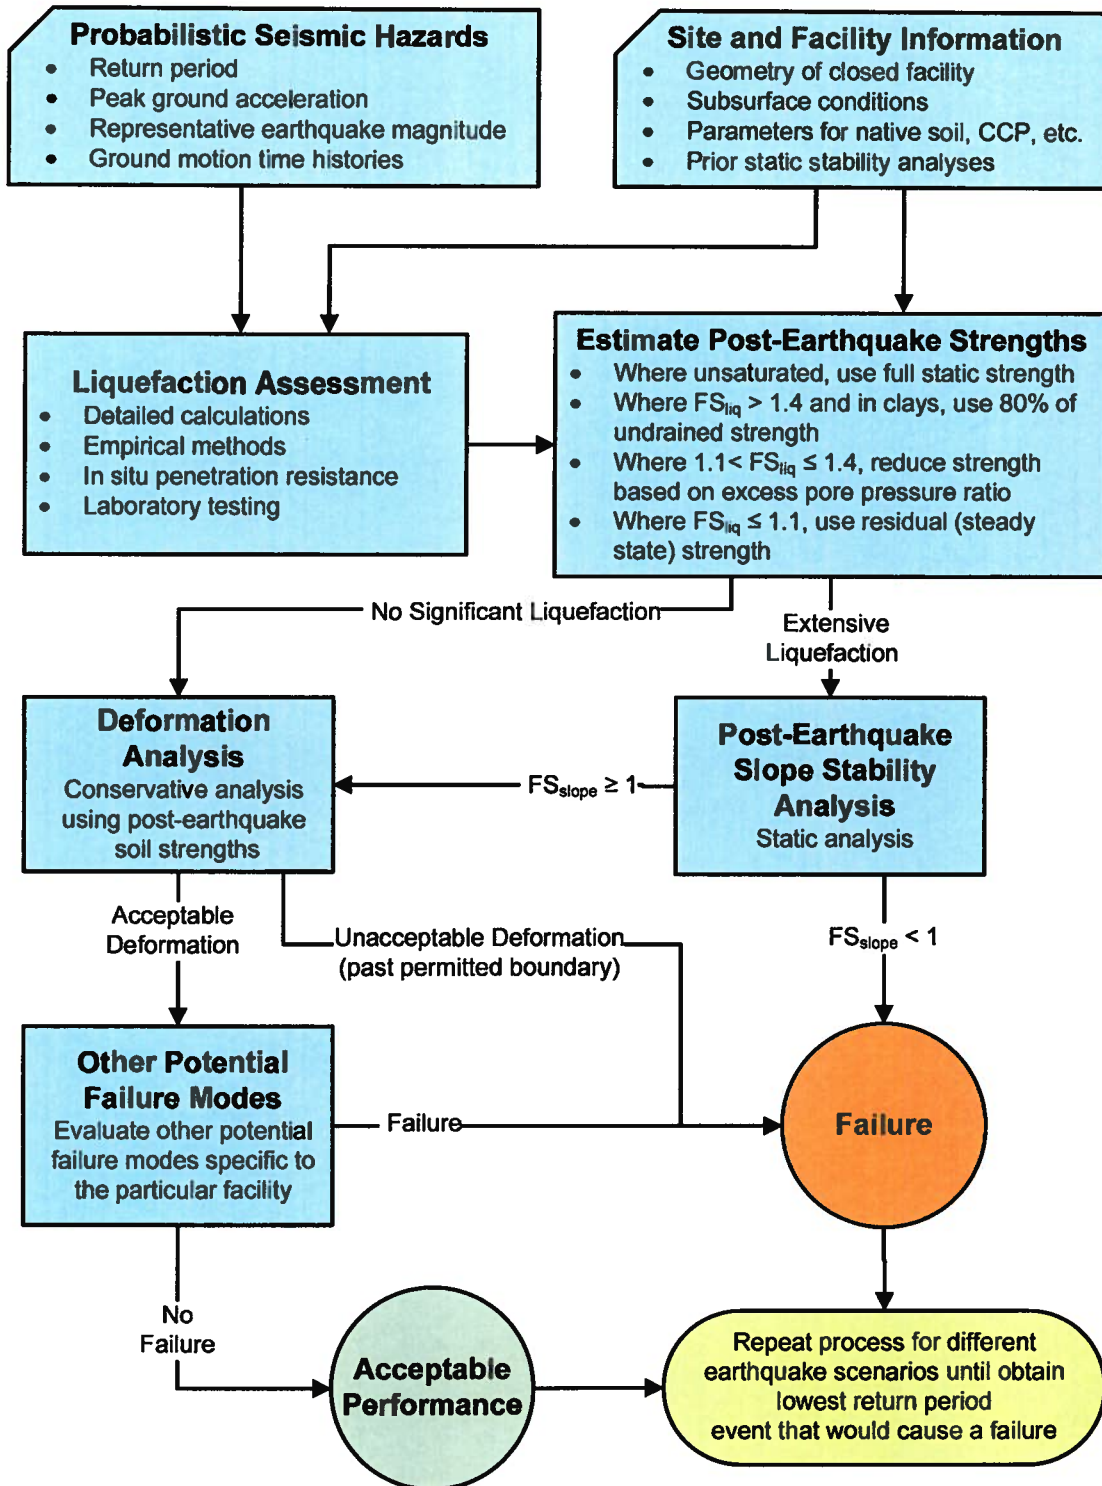 Probabilistic Seismic Hazards
• Return period
• Peak ground acceleration
• Representative earthquake magnitude
• Ground motion time histories
Site and Facility Information
• Geometry of closed facility
• Subsurface conditions
• Parameters for native soil, CCP, etc.
• Prior static stability analyses
Liquefaction Assessment
• Detailed calculations
• Empirical methods
• In situ penetration resistance
• Laboratory testing
Estimate Post-Earthquake Strengths
• Where unsaturated, use full static strength
• Where FSliq > 1.4 and in clays, use 80% of
undrained strength
• Where 1.1< FSliq ≤ 1.4, reduce strength
based on excess pore pressure ratio
• Where FSliq ≤ 1.1, use residual (steady
state) strength
No Significant Liquefaction
Extensive
Liquefaction
Deformation
Analysis
Conservative analysis
using post-earthquake
soil strengths
FSslope ≥ 1
Post-Earthquake
Slope Stability
Analysis
Static analysis
Acceptable
Deformation
Unacceptable Deformation
(past permitted boundary)
FSslope < 1
Other Potential
Failure Modes
Evaluate other potential
failure modes specific to
the particular facility
Failure
Failure
No
Failure
Acceptable
Performance
Repeat process for different
earthquake scenarios until obtain
lowest return period
event that would cause a failure